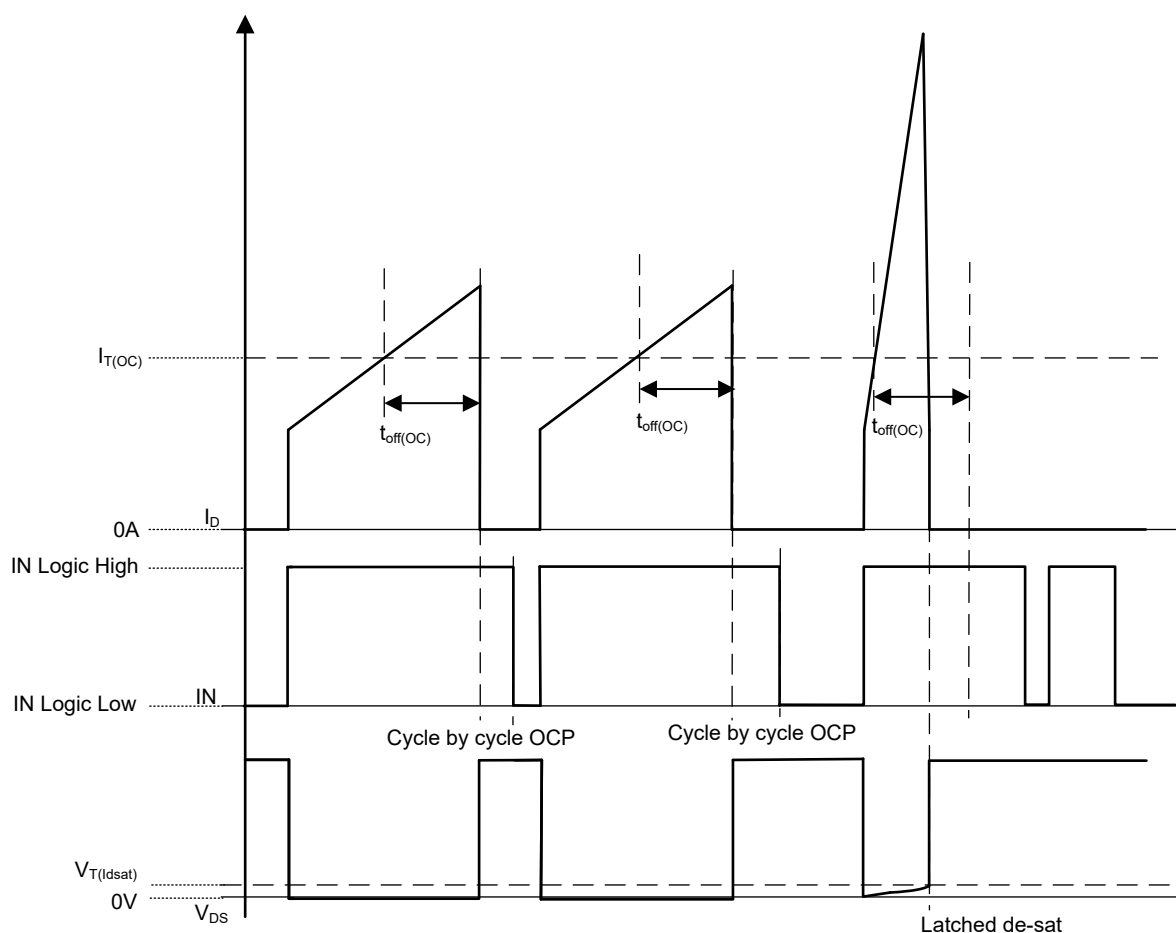 I_T(OC)
t_off(OC)
t_off(OC)
t_off(OC)
0A
I_D
IN Logic High
IN Logic Low
IN
Cycle by cycle OCP
Cycle by cycle OCP
V_T(Idsat)
0V
V_DS
Latched de-sat